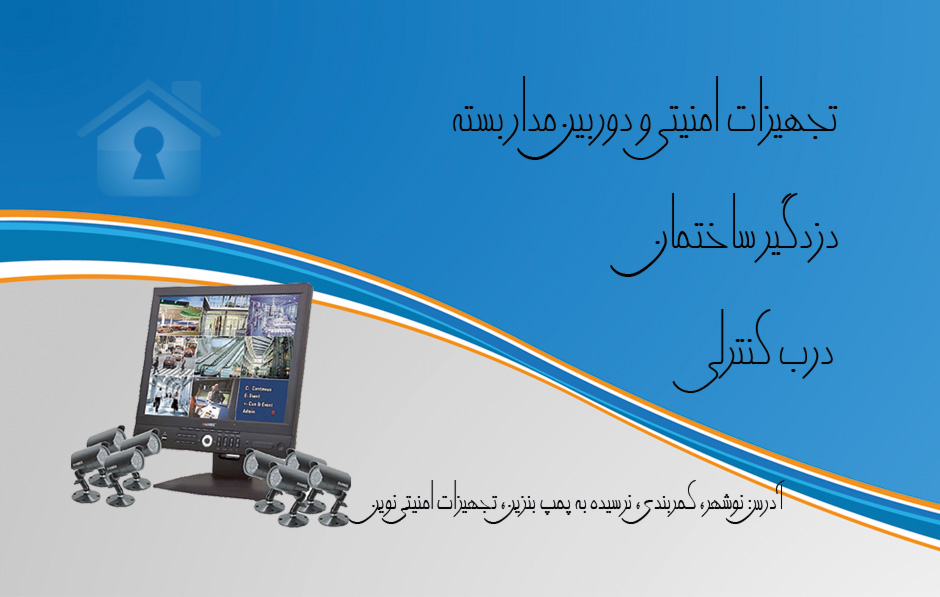 تجهیزات امنیتی و دوربین مدار بسته
دزدگیر ساختمان
درب کنترلی
آدرس: نوشهر، کمربندی، نرسیده به پمپ بنزین، تجهیزات امنیتی نوین